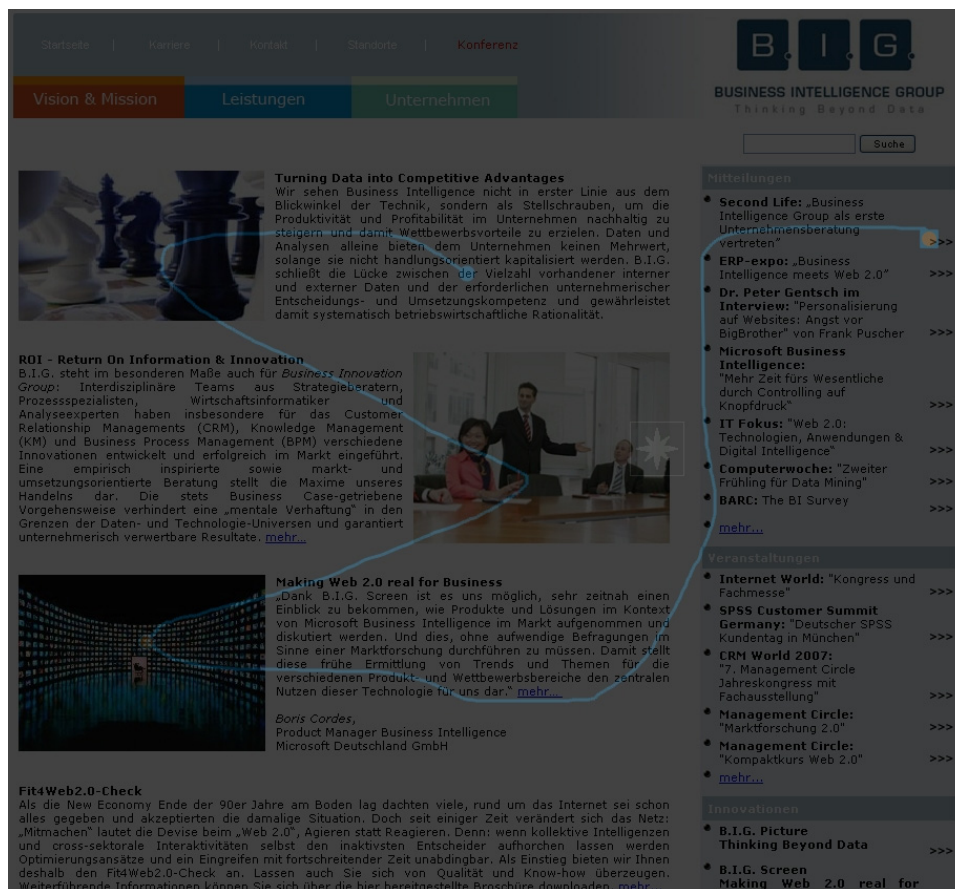 Startseite | Karriere | Kontakt | Standorte | Konferenz
B. I. G.
BUSINESS INTELLIGENCE GROUP
Thinking Beyond Data
Vision & Mission
Leistungen
Unternehmen
Suche
Turning Data into Competitive Advantages
Wir sehen Business Intelligence nicht in erster Linie aus dem
Blickwinkel der Technik, sondern als Stellschrauben, um die
Produktivität und Profitabilität im Unternehmen nachhaltig zu
steigern und damit Wettbewerbsvorteile zu erzielen. Daten und
Analysen alleine bieten dem Unternehmen keinen Mehrwert,
solange sie nicht handlungsorientiert kapitalisiert werden. B.I.G.
schließt die Lücke zwischen der Vielzahl vorhandener interner
und externer Daten und der erforderlichen unternehmerischer
Entscheidungs- und Umsetzungskompetenz und gewährleistet
damit systematisch betriebswirtschaftliche Rationalität.
ROI - Return On Information & Innovation
B.I.G. steht im besonderen Maße auch für Business Innovation
Group: Interdisziplinäre Teams aus Strategieberatern,
Prozessspezialisten, Wirtschaftsinformatiker und
Analyseexperten haben insbesondere für das Customer
Relationship Managements (CRM), Knowledge Management
(KM) und Business Process Management (BPM) verschiedene
Innovationen entwickelt und erfolgreich im Markt eingeführt.
Eine empirisch inspirierte sowie markt- und
umsetzungsorientierte Beratung stellt die Maxime unseres
Handelns dar. Die stets Business Case-getriebene
Vorgehensweise verhindert eine „mentale Verhaftung" in den
Grenzen der Daten- und Technologie-Universen und garantiert
unternehmerisch verwertbare Resultate. mehr...
Making Web 2.0 real for Business
„Dank B.I.G. Screen ist es uns möglich, sehr zeitnah einen
Einblick zu bekommen, wie Produkte und Lösungen im Kontext
von Microsoft Business Intelligence im Markt aufgenommen und
diskutiert werden. Und dies, ohne aufwendige Befragungen im
Sinne einer Marktforschung durchführen zu müssen. Damit stellt
diese frühe Ermittlung von Trends und Themen für die
verschiedenen Produkt- und Wettbewerbsbereiche den zentralen
Nutzen dieser Technologie für uns dar." mehr...
Boris Cordes,
Product Manager Business Intelligence
Microsoft Deutschland GmbH
Fit4Web2.0-Check
Als die New Economy Ende der 90er Jahre am Boden lag dachten viele, rund um das Internet sei schon
alles gegeben und akzeptierten die damalige Situation. Doch seit einiger Zeit verändert sich das Netz:
„Mitmachen" lautet die Devise beim „Web 2.0", Agieren statt Reagieren. Denn: wenn kollektive Intelligenzen
und cross-sektorale Interaktivitäten selbst den inaktivsten Entscheider aufhorchen lassen werden
Optimierungsansätze und ein Eingreifen mit fortschreitender Zeit unabdingbar. Als Einstieg bieten wir Ihnen
deshalb den Fit4Web2.0-Check an. Lassen auch Sie sich von Qualität und Know-how überzeugen.
Weiterführende Informationen können Sie sich über die hier bereitgestellte Broschüre downloaden. mehr...
Mitteilungen
Second Life: „Business
Intelligence Group als erste
Unternehmensberatung
vertreten" >>>
ERP-expo: „Business
Intelligence meets Web 2.0" >>>
Dr. Peter Gentsch im
Interview: "Personalisierung
auf Websites: Angst vor
BigBrother" von Frank Puscher >>>
Microsoft Business
Intelligence:
"Mehr Zeit fürs Wesentliche
durch Controlling auf
Knopfdruck" >>>
IT Fokus: "Web 2.0:
Technologien, Anwendungen &
Digital Intelligence" >>>
Computerwoche: "Zweiter
Frühling für Data Mining" >>>
BARC: The BI Survey >>>
mehr...
Veranstaltungen
Internet World: "Kongress und
Fachmesse" >>>
SPSS Customer Summit
Germany: "Deutscher SPSS
Kundentag in München" >>>
CRM World 2007:
"7. Management Circle
Jahreskongress mit
Fachausstellung" >>>
Management Circle:
"Marktforschung 2.0" >>>
Management Circle:
"Kompaktkurs Web 2.0" >>>
mehr...
Innovationen
B.I.G. Picture
Thinking Beyond Data >>>
B.I.G. Screen
Making Web 2.0 real for